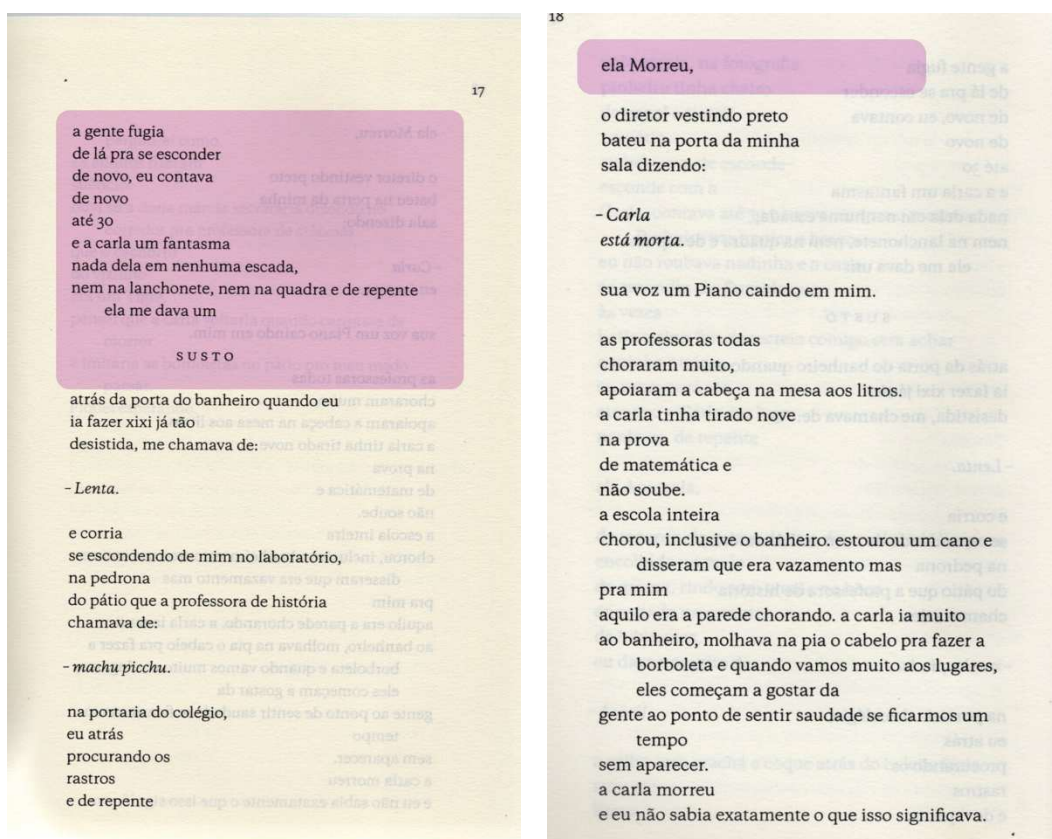 17
a gente fugia
de lá pra se esconder
de novo, eu contava
de novo
até 30
e a carla um fantasma
nada dela em nenhuma escada,
nem na lanchonete, nem na quadra e de repente
ela me dava um
SUSTO
atrás da porta do banheiro quando eu
ia fazer xixi já tão
desistida, me chamava de:
– Lenta.
e corria
se escondendo de mim no laboratório,
na pedrona
do pátio que a professora de história
chamava de:
– machu picchu.
na portaria do colégio,
eu atrás
procurando os
rastros
e de repente
18
ela Morreu,
o diretor vestindo preto
bateu na porta da minha
sala dizendo:
– Carla
está morta.
sua voz um Piano caindo em mim.
as professoras todas
choraram muito,
apoiaram a cabeça na mesa aos litros.
a carla tinha tirado nove
na prova
de matemática e
não soube.
a escola inteira
chorou, inclusive o banheiro. estourou um cano e
disseram que era vazamento mas
pra mim
aquilo era a parede chorando. a carla ia muito
ao banheiro, molhava na pia o cabelo pra fazer a
borboleta e quando vamos muito aos lugares,
eles começam a gostar da
gente ao ponto de sentir saudade se ficarmos um
tempo
sem aparecer.
a carla morreu
e eu não sabia exatamente o que isso significava.